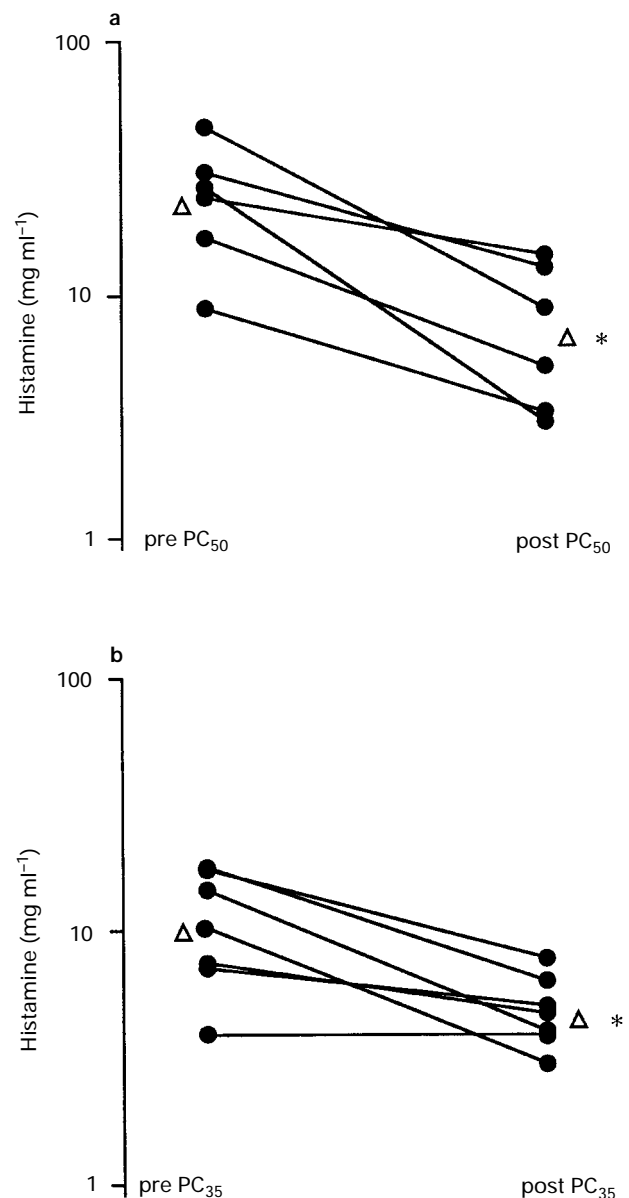 a
100
10
1
Histamine (mg ml⁻¹)
*
pre PC₅₀
post PC₅₀
b
100
10
1
Histamine (mg ml⁻¹)
*
pre PC₃₅
post PC₃₅